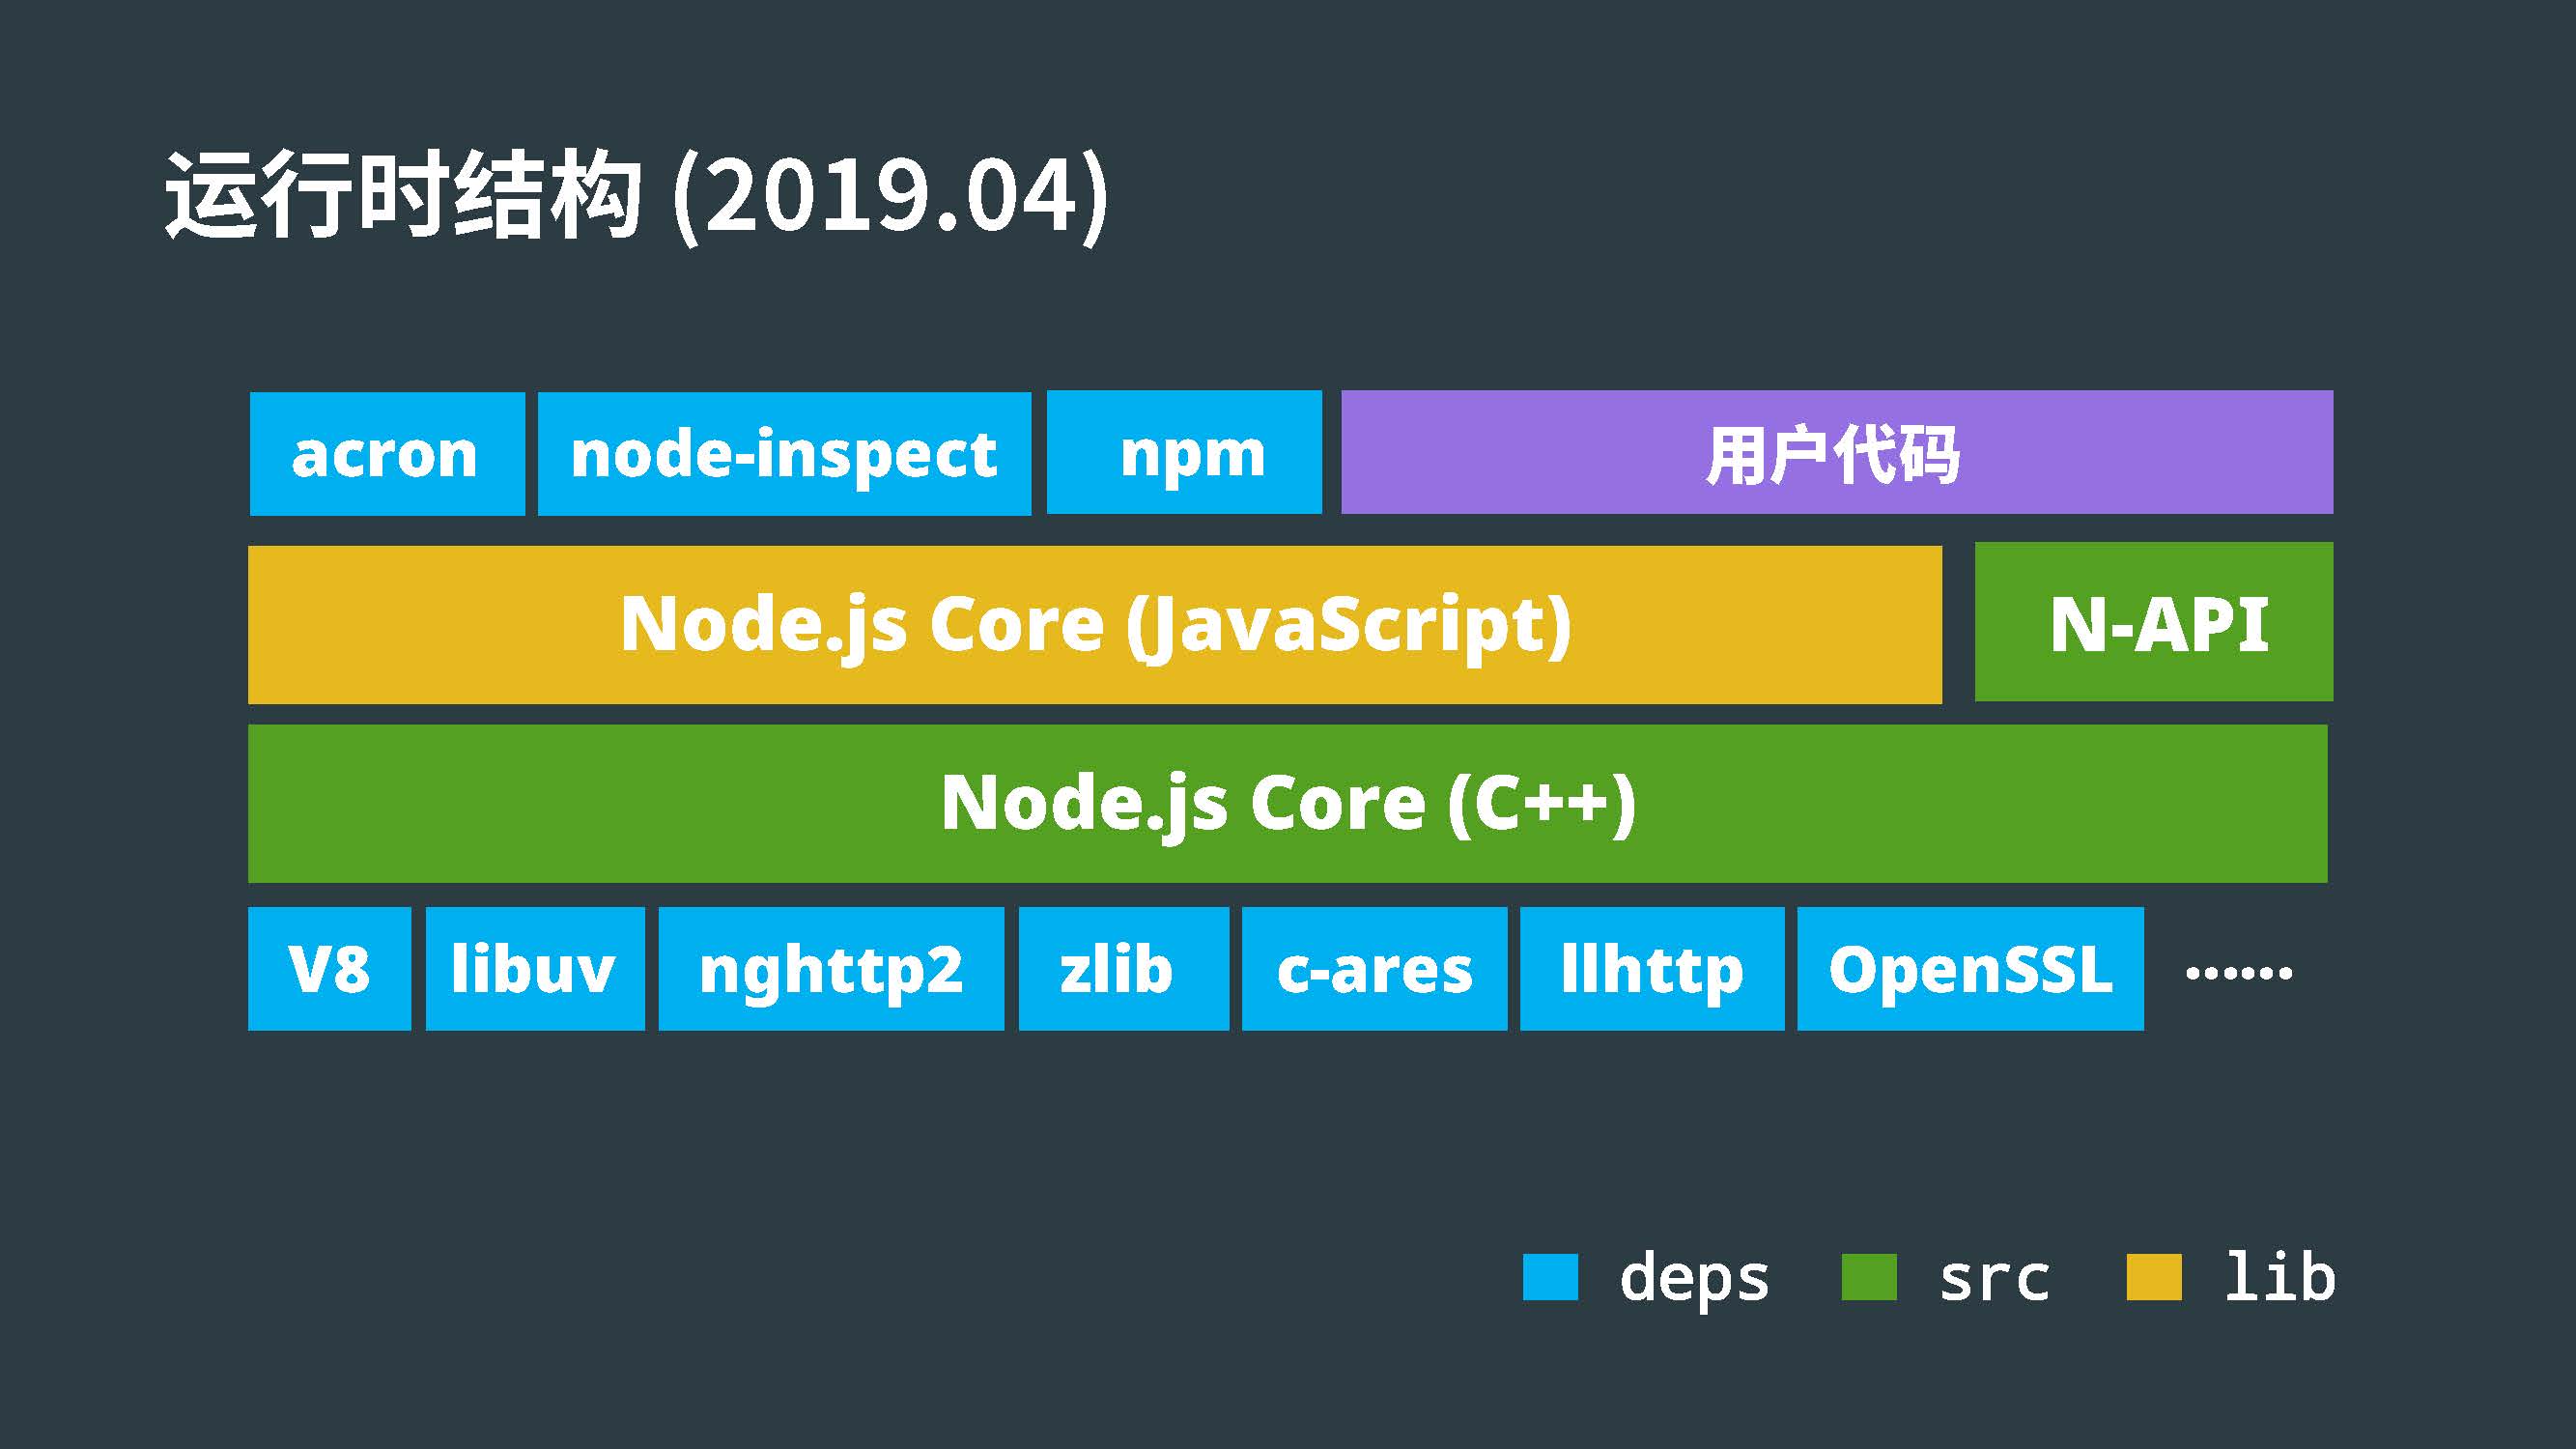 运行时结构 (2019.04)
acron node-inspect npm 用户代码
Node.js Core (JavaScript) N-API
Node.js Core (C++)
V8 libuv nghttp2 zlib c-ares llhttp OpenSSL ······
deps src lib